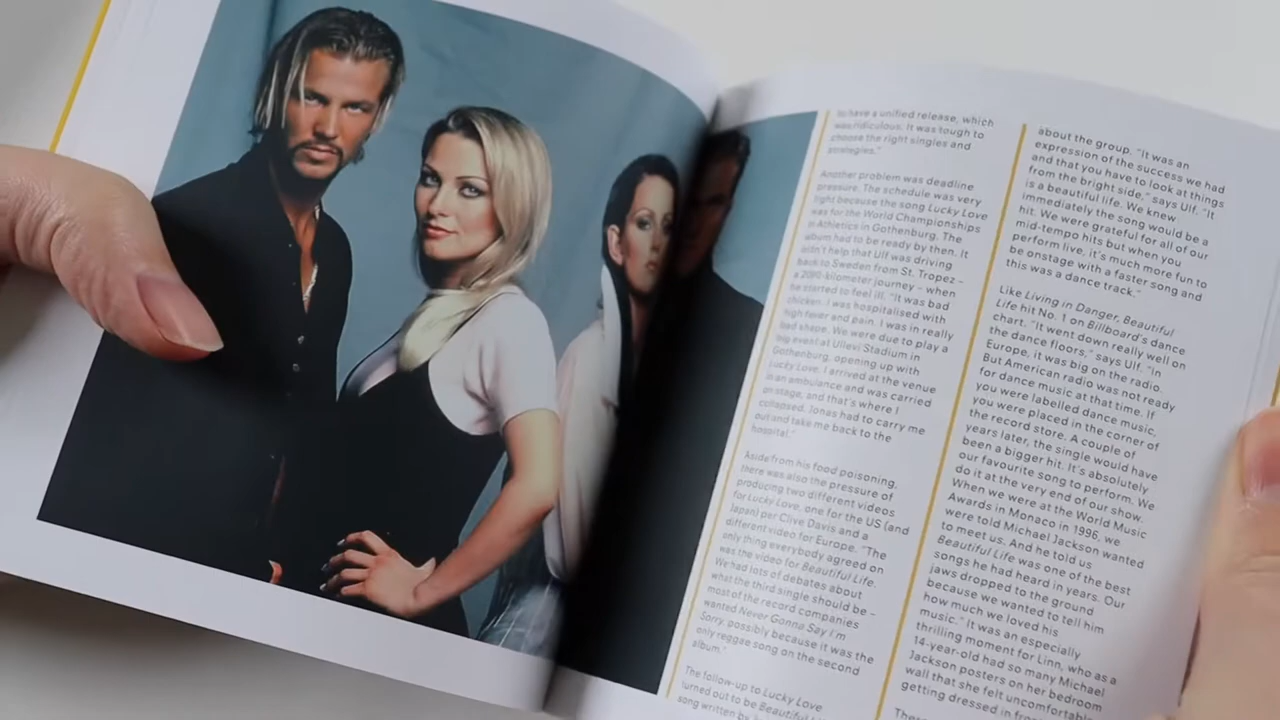 to have a unified release, which
was ridiculous. It was tough to
choose the right singles and
strategies."
Another problem was deadline
pressure. The schedule was very
tight because the song Lucky Love
was for the World Championships
in Athletics in Gothenburg. The
album had to be ready by then. It
didn't help that Ulf was driving
back to Sweden from St. Tropez –
a 2090-kilometer journey – when
he started to feel ill. "It was bad
chicken. I was hospitalised with
high fever and pain. I was in really
bad shape. We were due to play a
big event at Ullevi Stadium in
Gothenburg, opening up with
Lucky Love. I arrived at the venue
in an ambulance and was carried
on stage, and that's where I
collapsed. Jonas had to carry me
out and take me back to the
hospital."
Aside from his food poisoning,
there was also the pressure of
producing two different videos
for Lucky Love, one for the US (and
Japan) per Clive Davis and a
different video for Europe. "The
only thing everybody agreed on
was the video for Beautiful Life.
We had lots of debates about
what the third single should be –
most of the record companies
wanted Never Gonna Say I'm
Sorry, possibly because it was the
only reggae song on the second
album."
The follow-up to Lucky Love
turned out to be Beautiful
song written by
about the group. "It was an
expression of the success we had
and that you have to look at things
from the bright side," says Ulf. "It
is a beautiful life. We knew
immediately the song would be a
hit. We were grateful for all of our
mid-tempo hits but when you
perform live, it's much more fun to
be onstage with a faster song and
this was a dance track."
Like Living in Danger, Beautiful
Life hit No. 1 on Billboard's dance
chart. "It went down really well on
the dance floors," says Ulf. "In
Europe, it was big on the radio.
But American radio was not ready
for dance music at that time. If
you were labelled dance music,
you were placed in the corner of
the record store. A couple of
years later, the single would have
been a bigger hit. It's absolutely
our favourite song to perform. We
do it at the very end of our show.
When we were at the World Music
Awards in Monaco in 1996, we
were told Michael Jackson wanted
to meet us. And he told us
Beautiful Life was one of the best
songs he had heard in years. Our
jaws dropped to the ground
because we wanted to tell him
how much we loved his
music." It was an especially
thrilling moment for Linn, who as a
14-year-old had so many Michael
Jackson posters on her bedroom
wall that she felt uncomfortable
getting dressed in